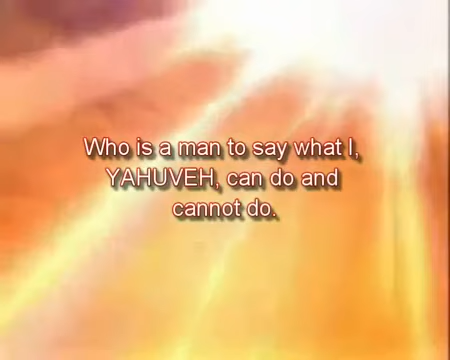 Who is a man to say what I,
YAHUVEH, can do and
cannot do.